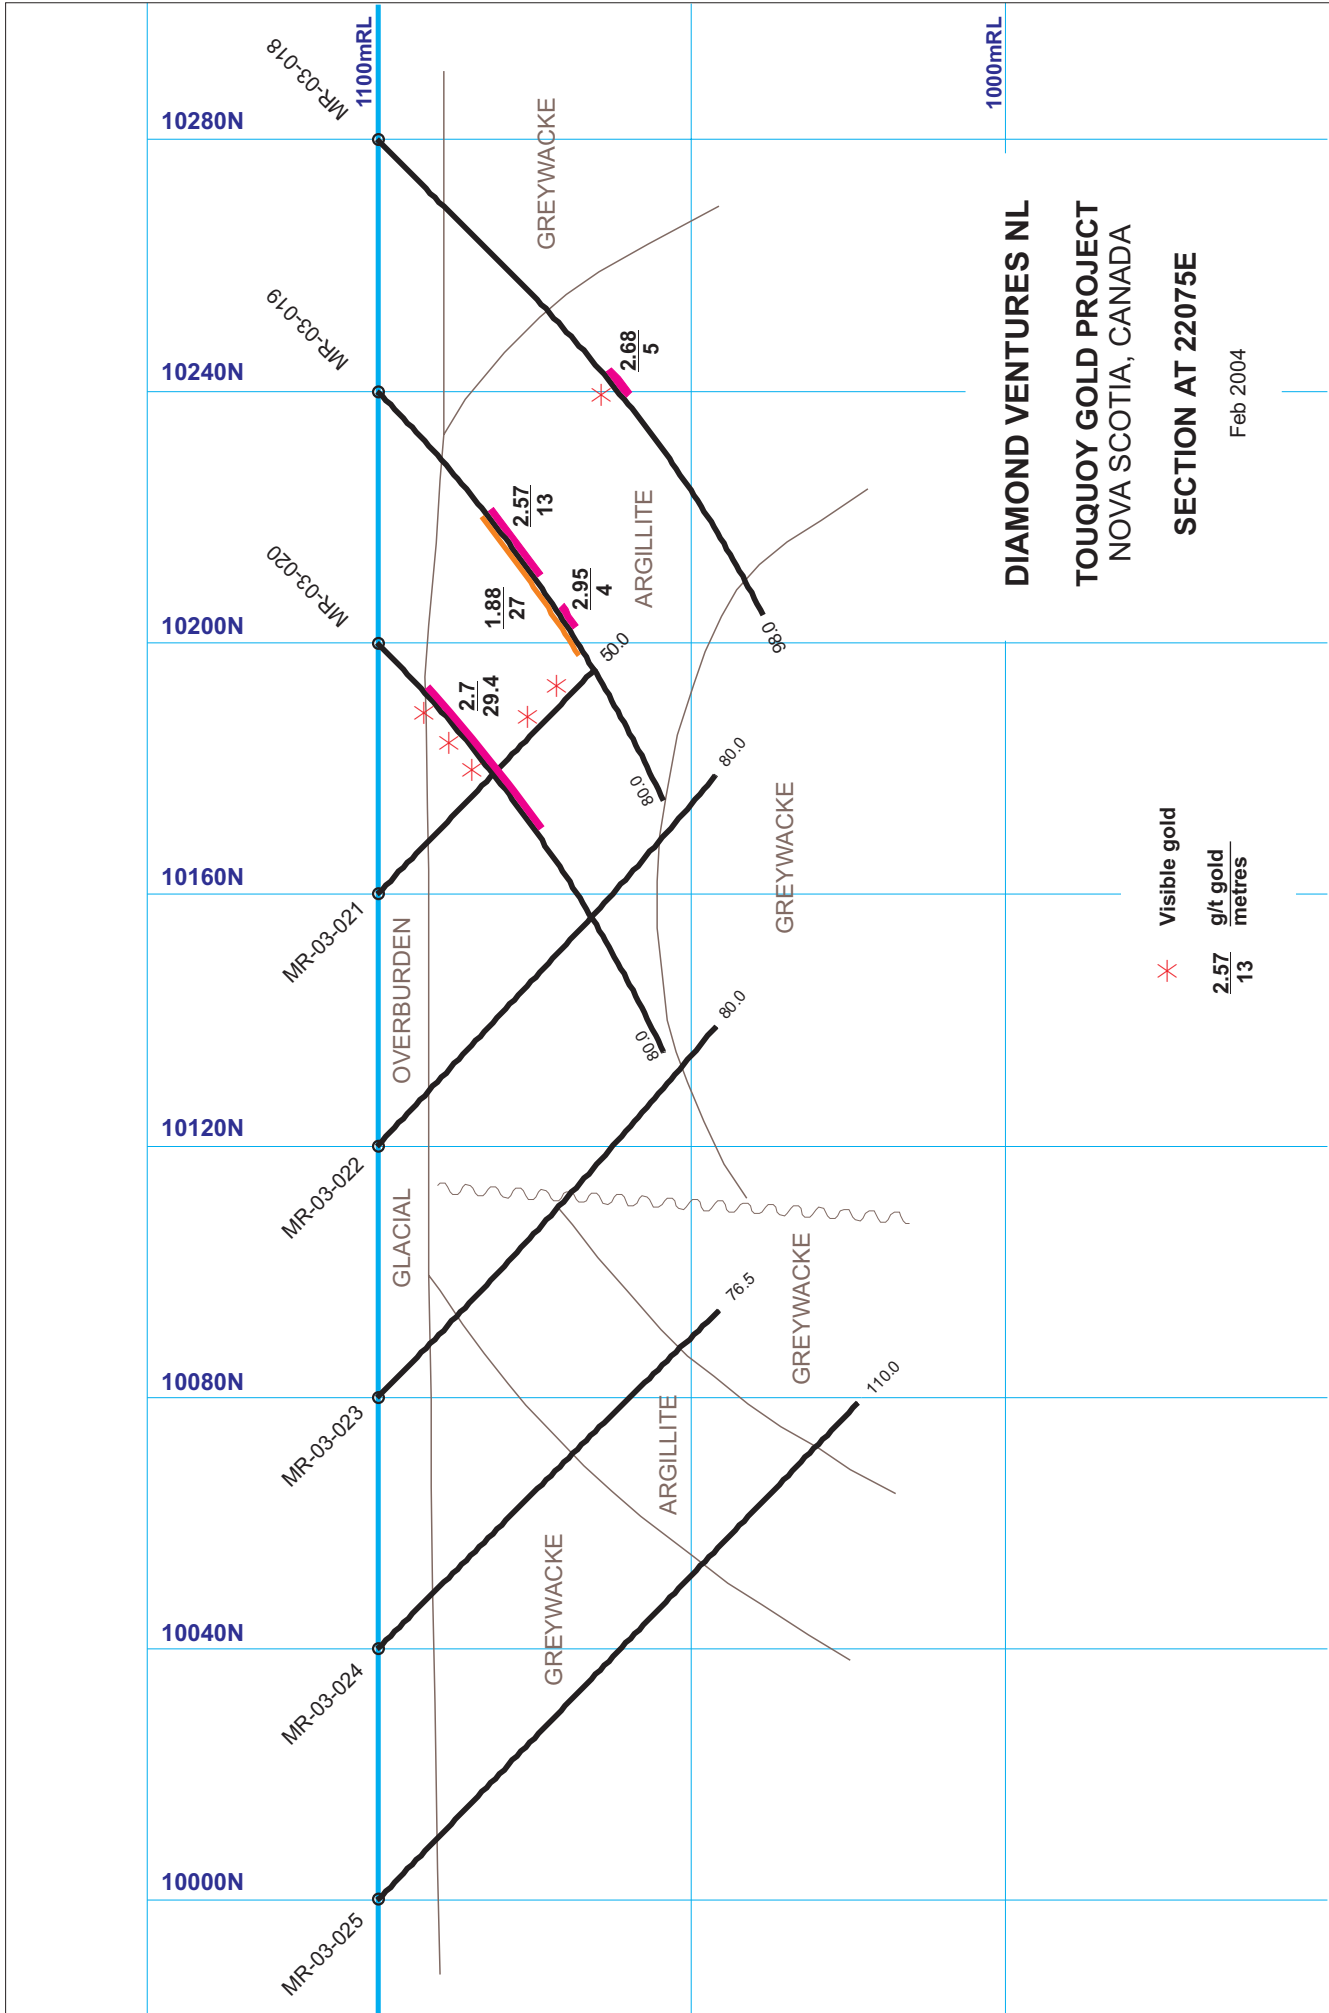 10280N
10240N
10200N
10160N
10120N
10080N
10040N
10000N
1100mRL
1000mRL
MR-03-018
MR-03-019
MR-03-020
MR-03-021
MR-03-022
MR-03-023
MR-03-024
MR-03-025
GLACIAL OVERBURDEN
GREYWACKE
ARGILLITE
GREYWACKE
GREYWACKE
ARGILLITE
GREYWACKE
2.68
5
2.57
13
1.88
27
2.95
4
2.7
29.4
98.0
80.0
50.0
80.0
80.0
80.0
76.5
110.0
DIAMOND VENTURES NL
TOUQUOY GOLD PROJECT
NOVA SCOTIA, CANADA
SECTION AT 22075E
Feb 2004
Visible gold
2.57 g/t gold
13 metres